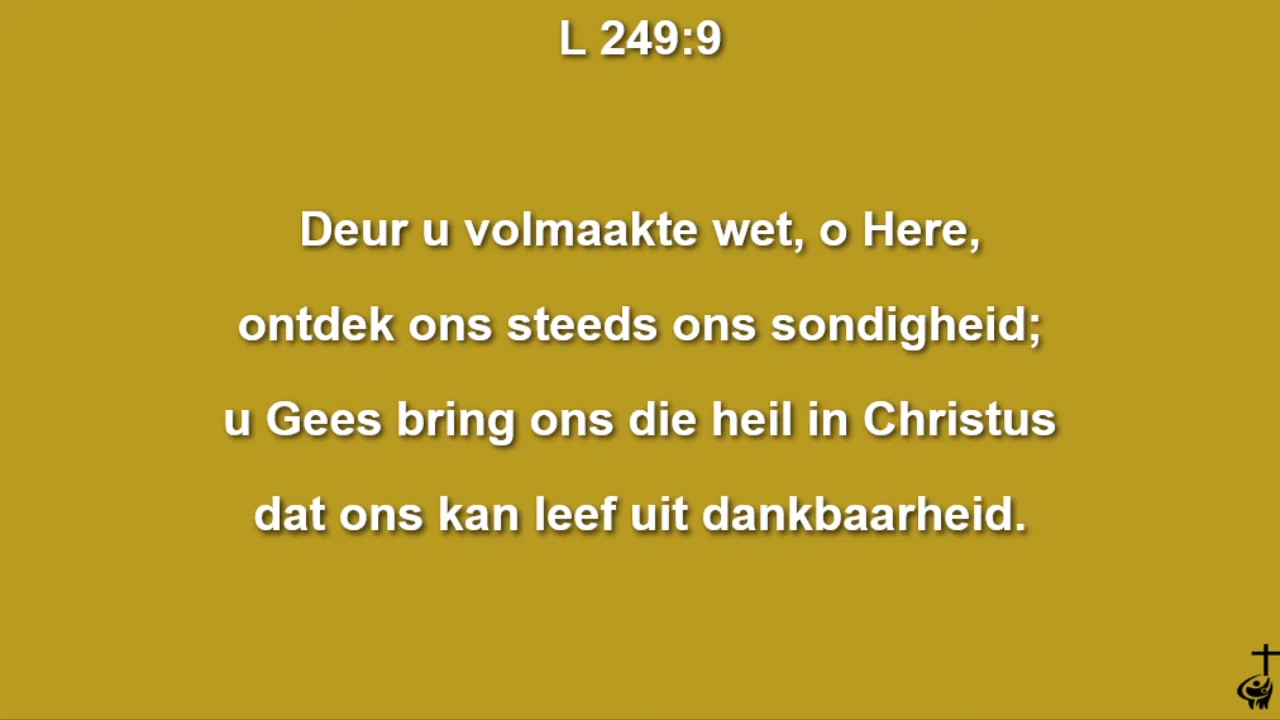 L 249:9
Deur u volmaakte wet, o Here,
ontdek ons steeds ons sondigheid;
u Gees bring ons die heil in Christus
dat ons kan leef uit dankbaarheid.